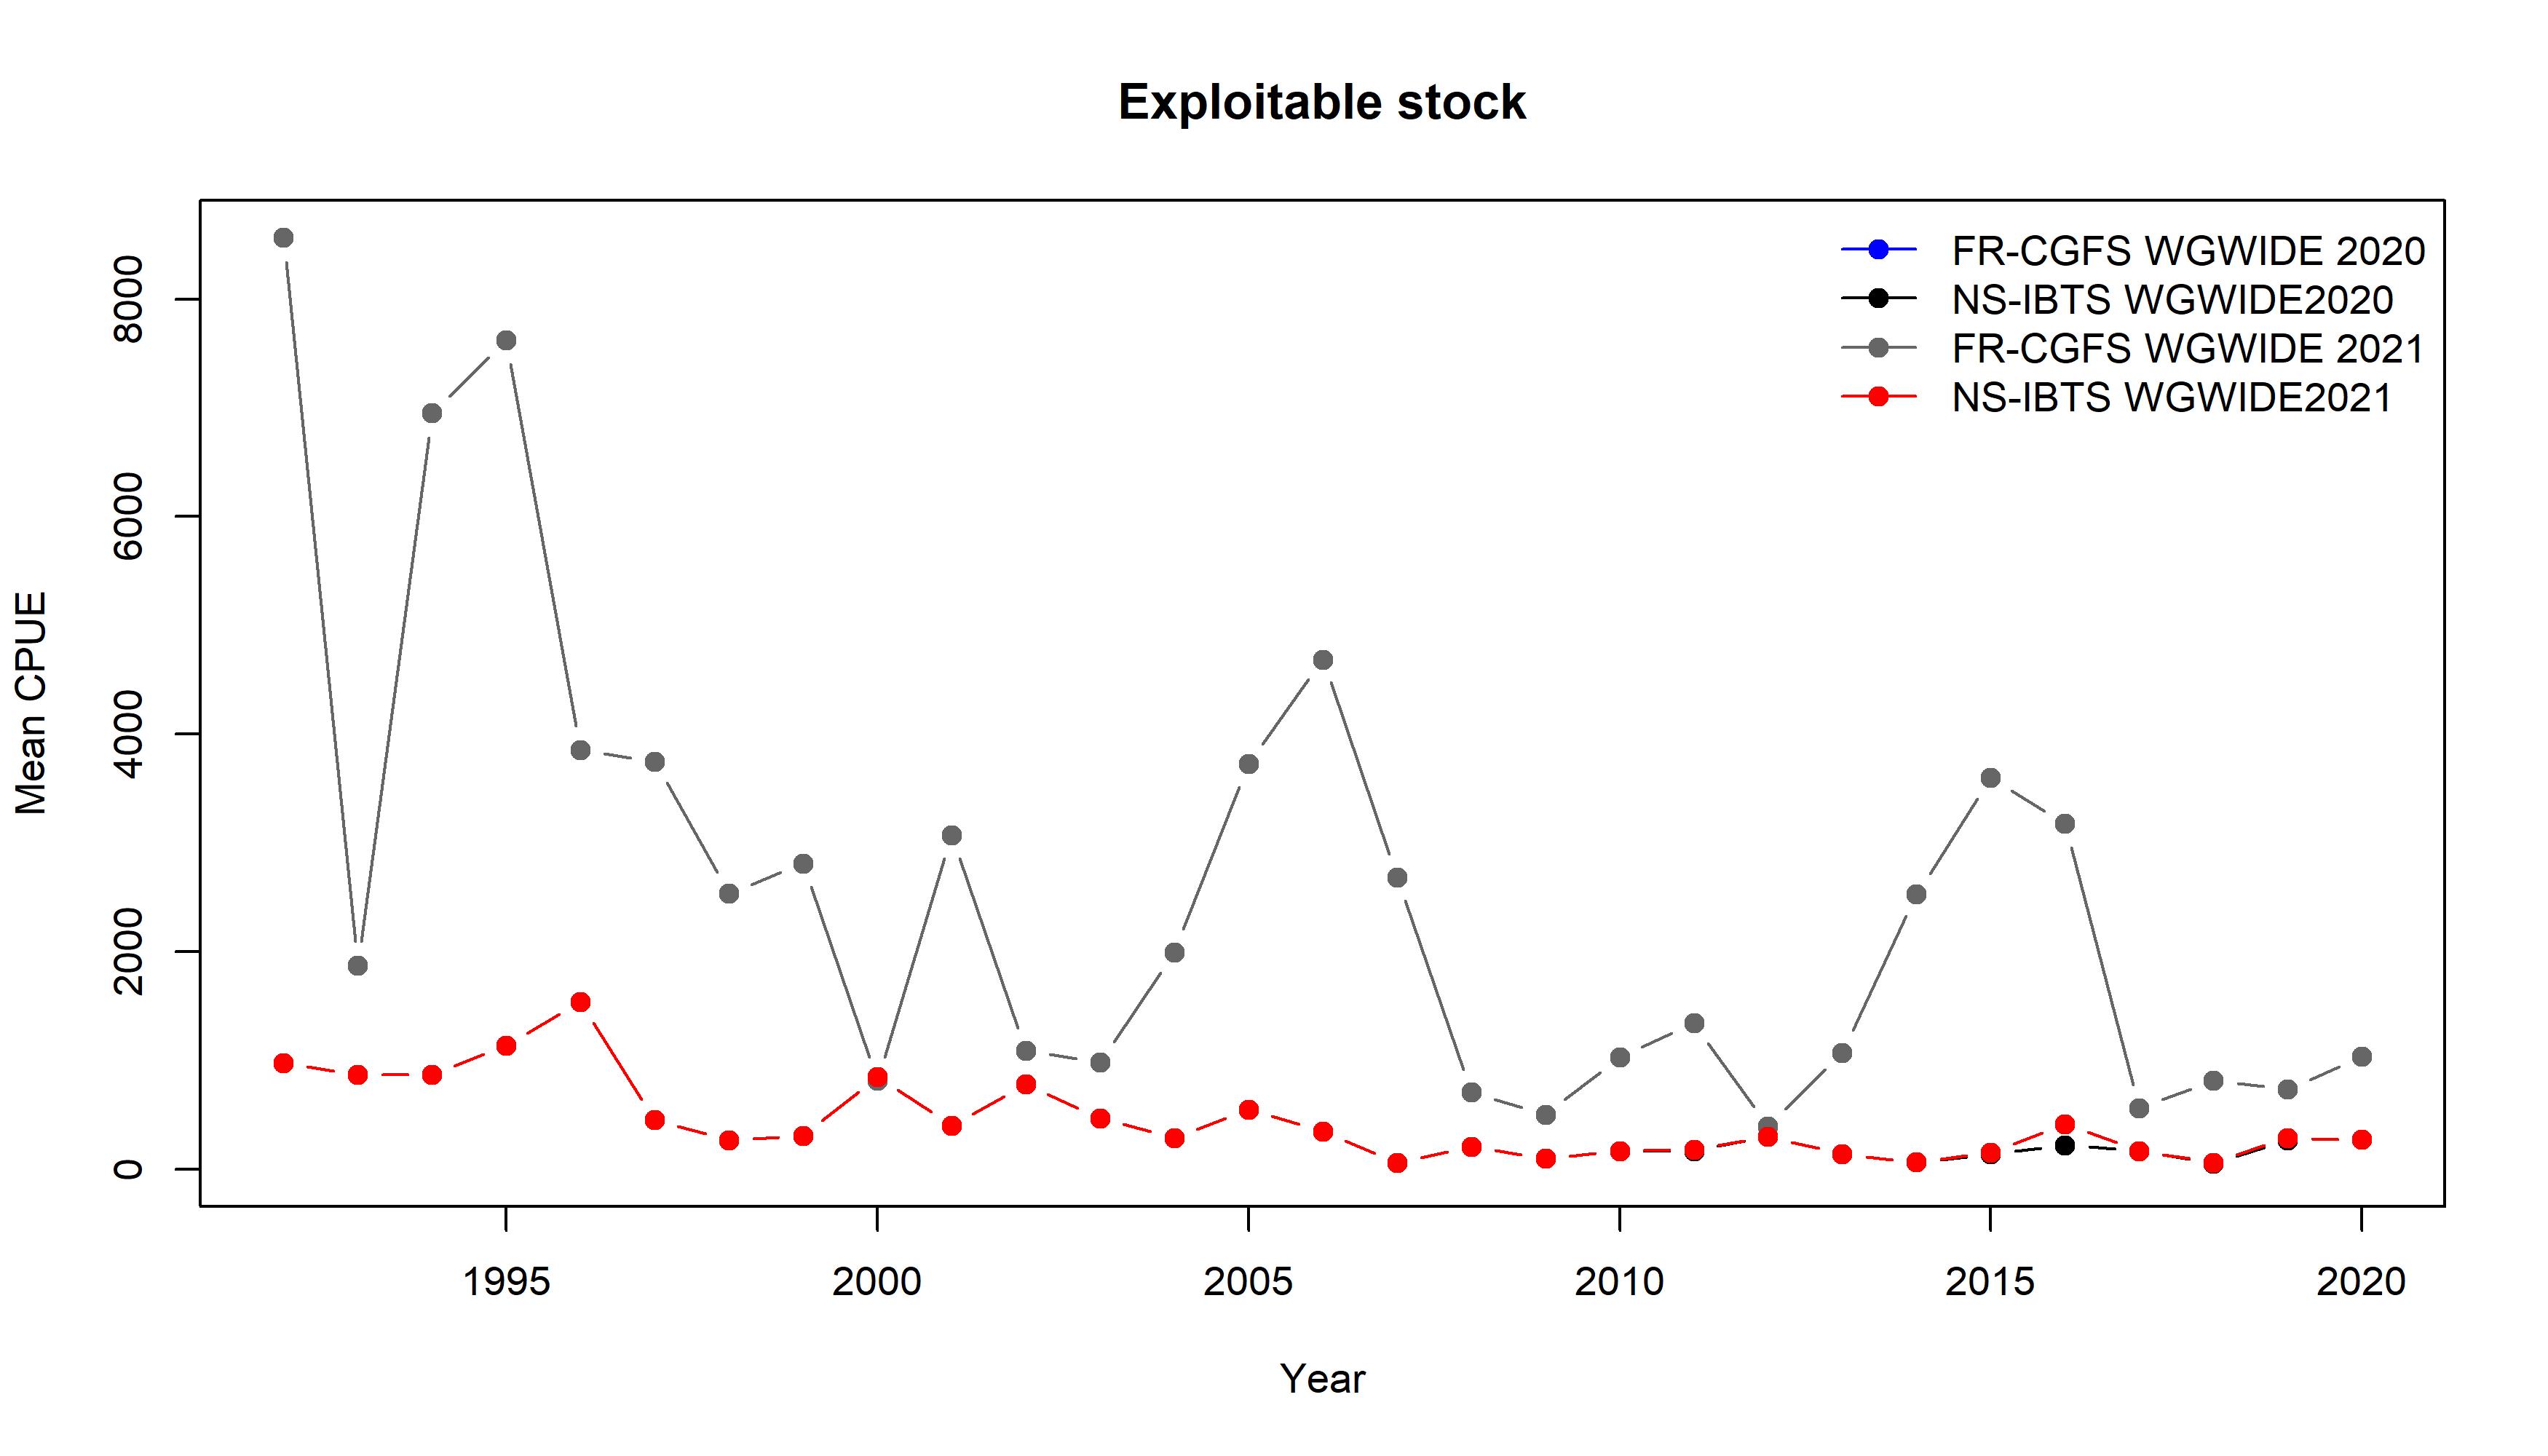 Exploitable stock
FR-CGFS WGWIDE 2020
NS-IBTS WGWIDE2020
FR-CGFS WGWIDE 2021
NS-IBTS WGWIDE2021
Mean CPUE
8000
6000
4000
2000
0
1995 2000 2005 2010 2015 2020
Year